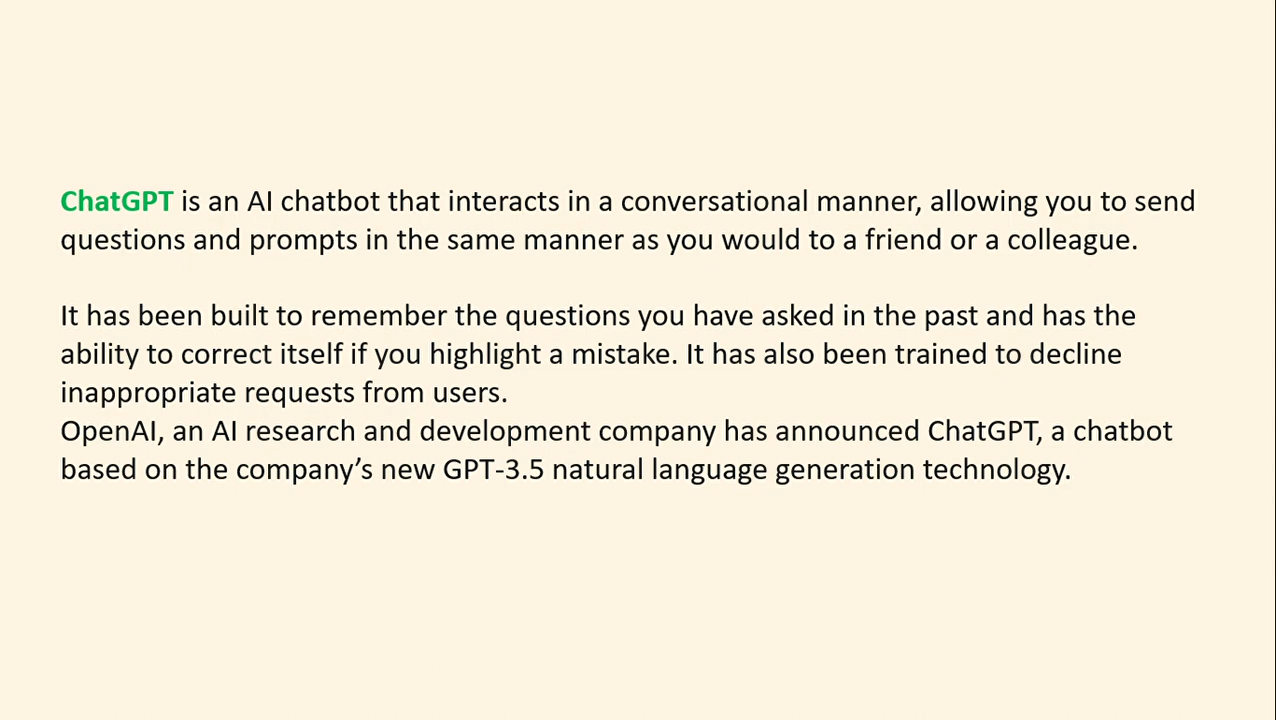 ChatGPT is an AI chatbot that interacts in a conversational manner, allowing you to send
questions and prompts in the same manner as you would to a friend or a colleague.
It has been built to remember the questions you have asked in the past and has the
ability to correct itself if you highlight a mistake. It has also been trained to decline
inappropriate requests from users.
OpenAI, an AI research and development company has announced ChatGPT, a chatbot
based on the company’s new GPT-3.5 natural language generation technology.